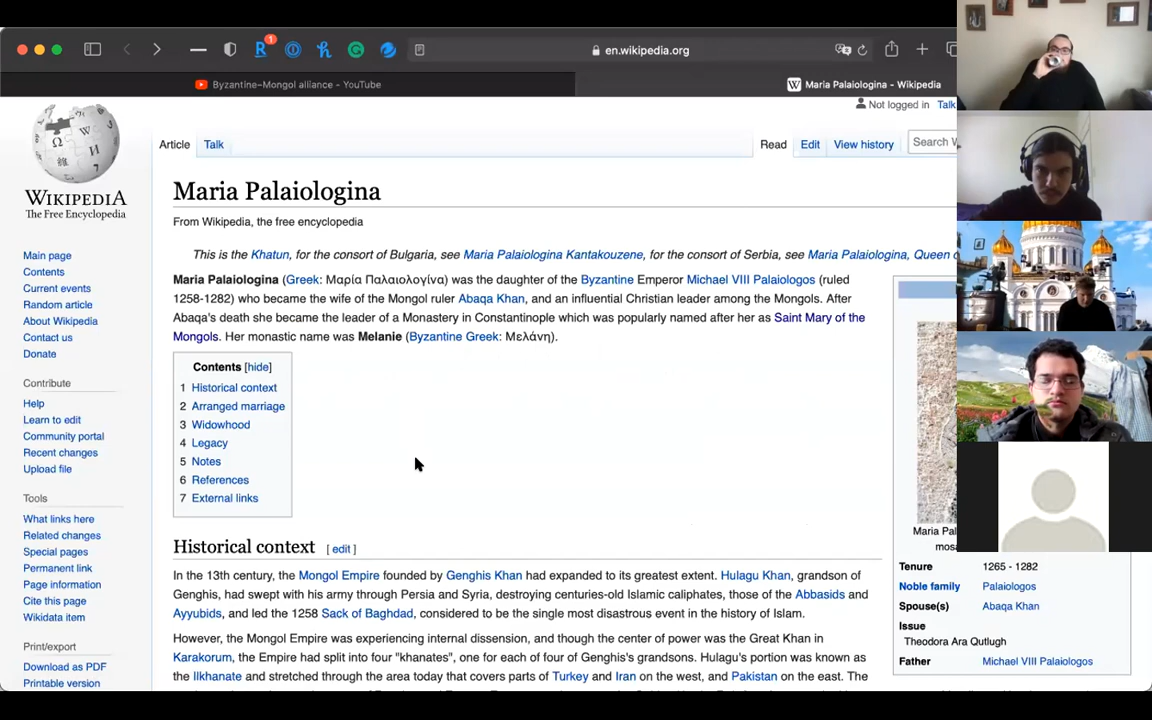 1
en.wikipedia.org
Byzantine–Mongol alliance - YouTube
Maria Palaiologina - Wikipedia
Not logged in Talk
Article Talk
Read Edit View history Search W
WIKIPEDIA
The Free Encyclopedia
Main page
Contents
Current events
Random article
About Wikipedia
Contact us
Donate
Contribute
Help
Learn to edit
Community portal
Recent changes
Upload file
Tools
What links here
Related changes
Special pages
Permanent link
Page information
Cite this page
Wikidata item
Print/export
Download as PDF
Printable version
Maria Palaiologina
From Wikipedia, the free encyclopedia
This is the Khatun, for the consort of Bulgaria, see Maria Palaiologina Kantakouzene, for the consort of Serbia, see Maria Palaiologina, Queen
Maria Palaiologina (Greek: Μαρία Παλαιολογίνα) was the daughter of the Byzantine Emperor Michael VIII Palaiologos (ruled
1258-1282) who became the wife of the Mongol ruler Abaqa Khan, and an influential Christian leader among the Mongols. After
Abaqa's death she became the leader of a Monastery in Constantinople which was popularly named after her as Saint Mary of the
Mongols. Her monastic name was Melanie (Byzantine Greek: Μελάνη).
Contents [hide]
1 Historical context
2 Arranged marriage
3 Widowhood
4 Legacy
5 Notes
6 References
7 External links
Historical context [ edit ]
In the 13th century, the Mongol Empire founded by Genghis Khan had expanded to its greatest extent. Hulagu Khan, grandson of
Genghis, had swept with his army through Persia and Syria, destroying centuries-old Islamic caliphates, those of the Abbasids and
Ayyubids, and led the 1258 Sack of Baghdad, considered to be the single most disastrous event in the history of Islam.
However, the Mongol Empire was experiencing internal dissension, and though the center of power was the Great Khan in
Karakorum, the Empire had split into four "khanates", one for each of four of Genghis's grandsons. Hulagu's portion was known as
the Ilkhanate and stretched through the area today that covers parts of Turkey and Iran on the west, and Pakistan on the east. The
Maria Pal
mosa
Tenure 1265 - 1282
Noble family Palaiologos
Spouse(s) Abaqa Khan
Issue
Theodora Ara Qutlugh
Father Michael VIII Palaiologos